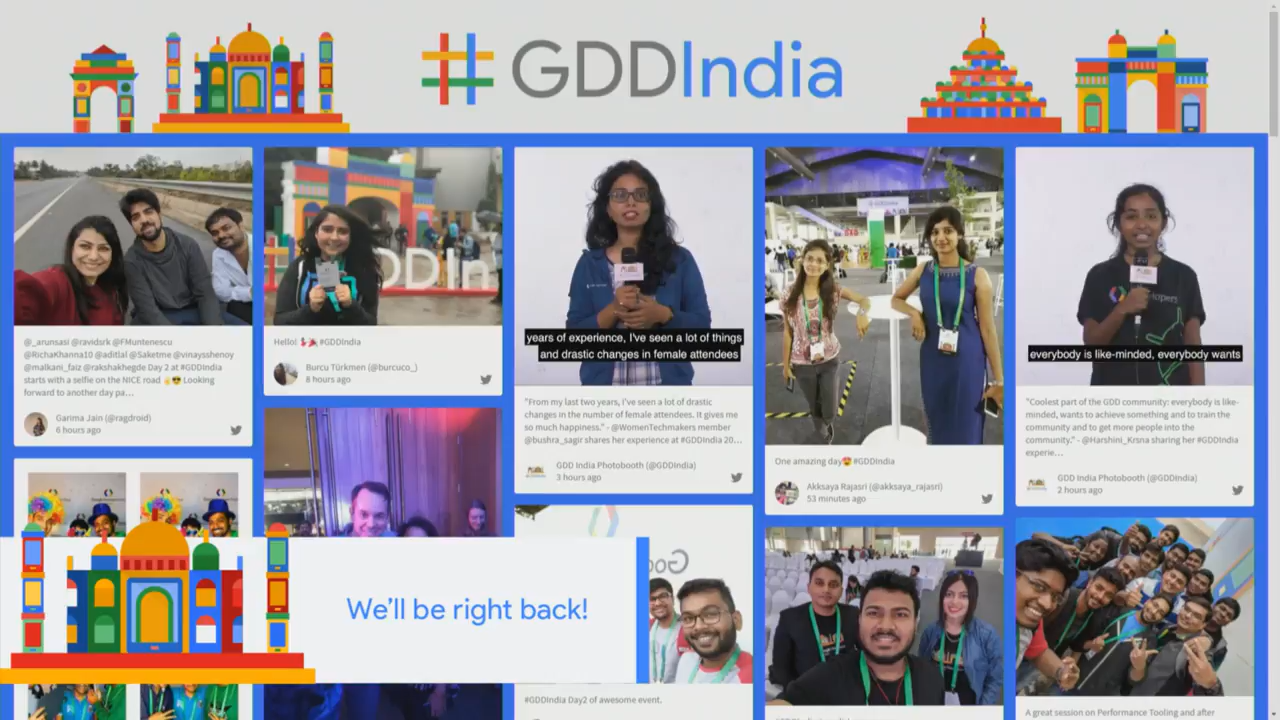 #GDDIndia
@_arunsasi @ravidsrk @FMuntenescu
@RichaKhanna10 @aditlal @Saketme @vinaysshenoy
@malkani_faiz @rakshakhegde Day 2 at #GDDIndia
starts with a selfie on the NICE road ✌😎 Looking
forward to another day pa...
Garima Jain (@ragdroid)
6 hours ago
DDIn
Hello! 💃🎉 #GDDIndia
Burcu Türkmen (@burcuco_)
8 hours ago
years of experience, I've seen a lot of things
and drastic changes in female attendees
"From my last two years, I've seen a lot of drastic
changes in the number of female attendees. It gives me
so much happiness." - @WomenTechmakers member
@bushra_sagir shares her experience at #GDDIndia 20...
GDD India Photobooth (@GDDIndia)
3 hours ago
One amazing day😍 #GDDIndia
Akksaya Rajasri (@akksaya_rajasri)
53 minutes ago
everybody is like-minded, everybody wants
"Coolest part of the GDD community: everybody is like-
minded, wants to achieve something and to train the
community and to get more people into the
community." - @Harshini_Krsna sharing her #GDDIndia
experie...
GDD India Photobooth (@GDDIndia)
2 hours ago
We'll be right back!
#GDDIndia Day2 of awesome event.
A great session on Performance Tooling and after